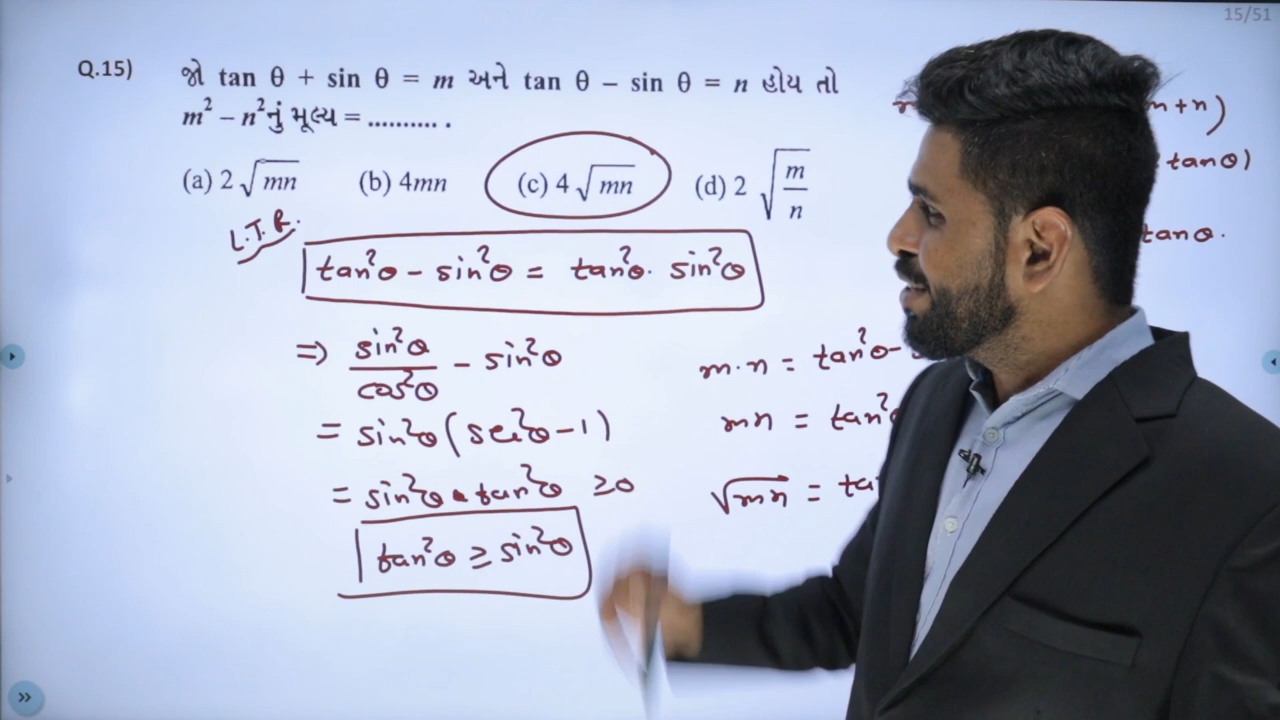 15/51
Q.15) જો tan θ + sin θ = m અને tan θ – sin θ = n હોય તો
m² – n²નું મૂલ્ય = .......... .
(a) 2 √mn (b) 4mn (c) 4 √mn (d) 2 √(m/n)
L.T.R.
tan²θ - sin²θ = tan²θ · sin²θ
⇒ sin²θ/cos²θ - sin²θ
= sin²θ (sec²θ - 1)
= sin²θ · tan²θ ≥0
tan²θ ≥ sin²θ
m+n)
tanθ)
tanθ.
m·n = tan²θ-
mn = tan²
√mn = ta